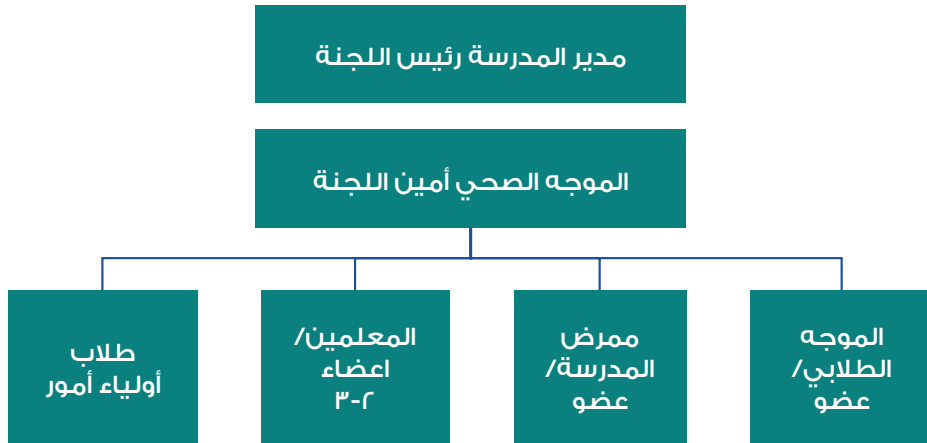 مدير المدرسة رئيس اللجنة
الموجه الصحي أمين اللجنة
الموجه
الطلابي/
عضو
ممرض
المدرسة/
عضو
المعلمين/
اعضاء
٢-٣
طلاب
أولياء أمور